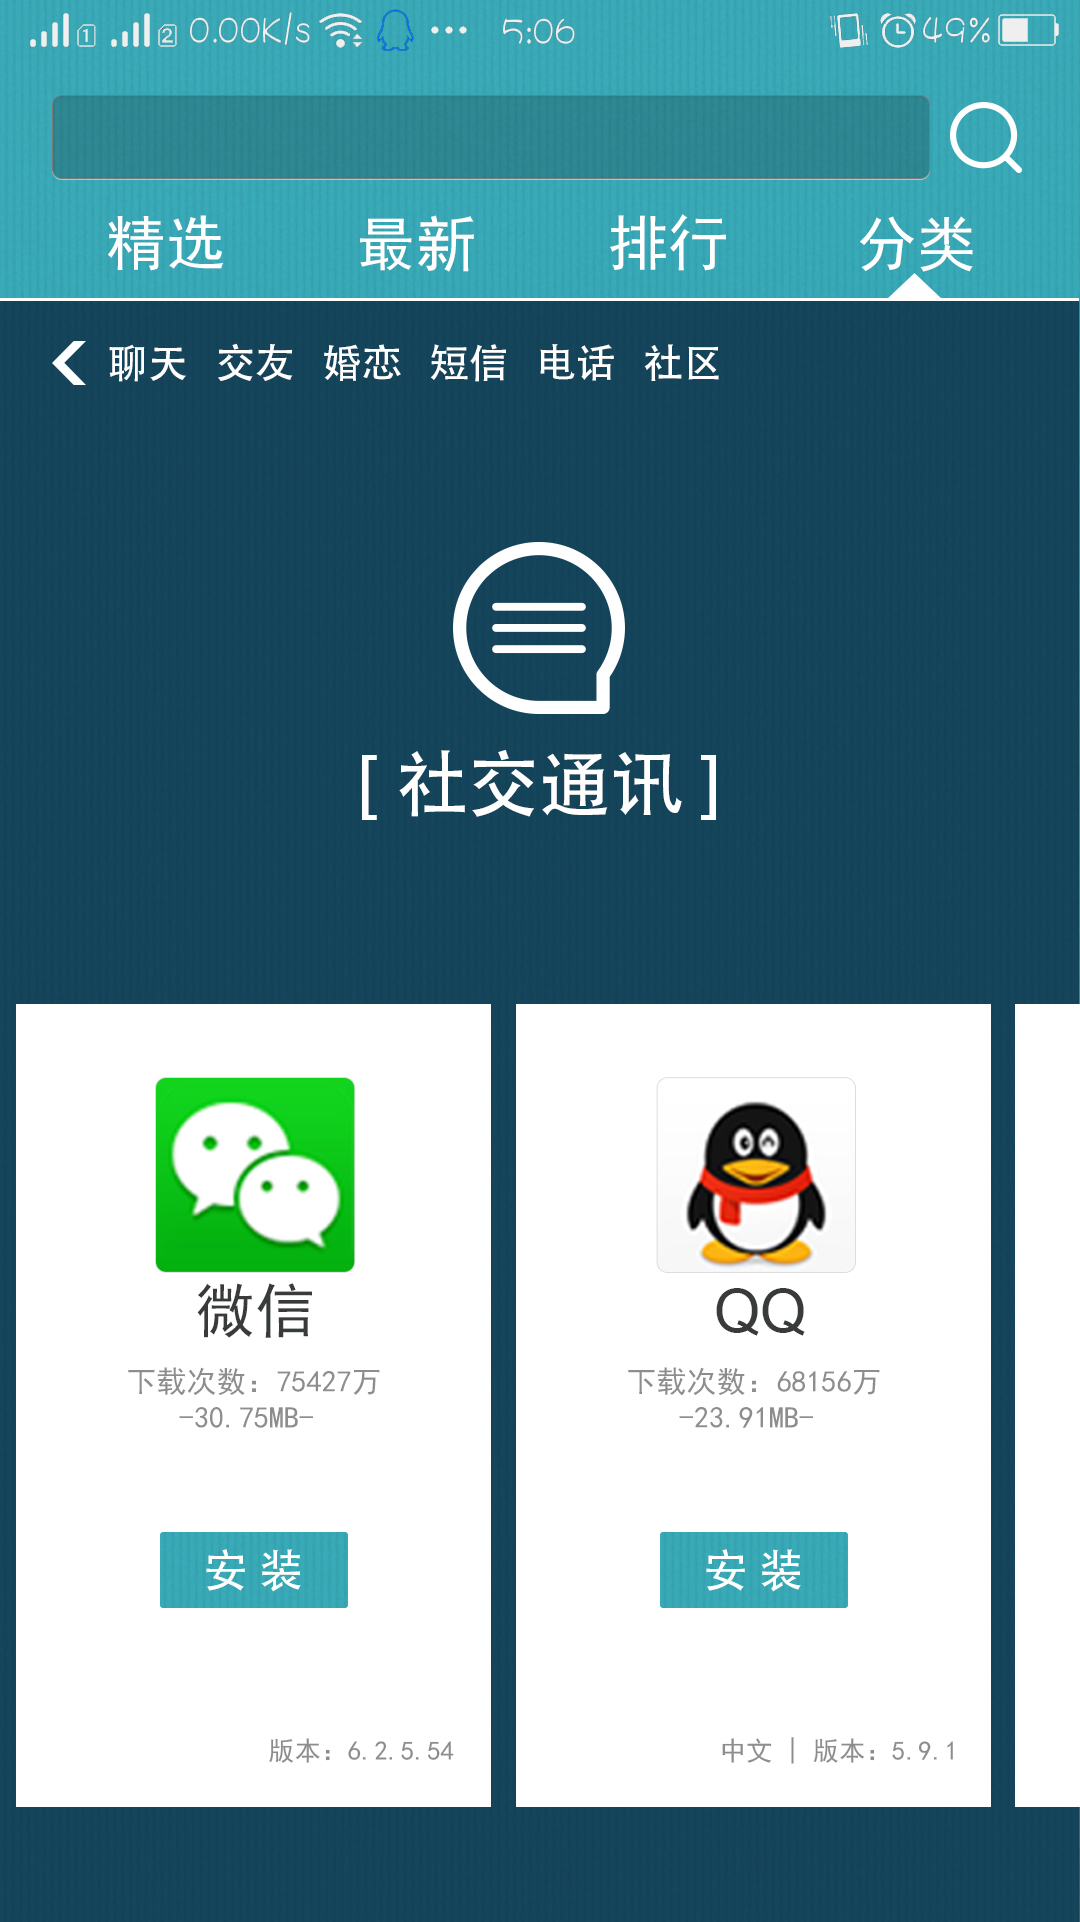 1 2 0.00K/s ... 5:06 49%
精选 最新 排行 分类
聊天 交友 婚恋 短信 电话 社区
[ 社交通讯 ]
微信
下载次数：75427万
-30.75MB-
安 装
版本：6.2.5.54
QQ
下载次数：68156万
-23.91MB-
安 装
中文 | 版本：5.9.1